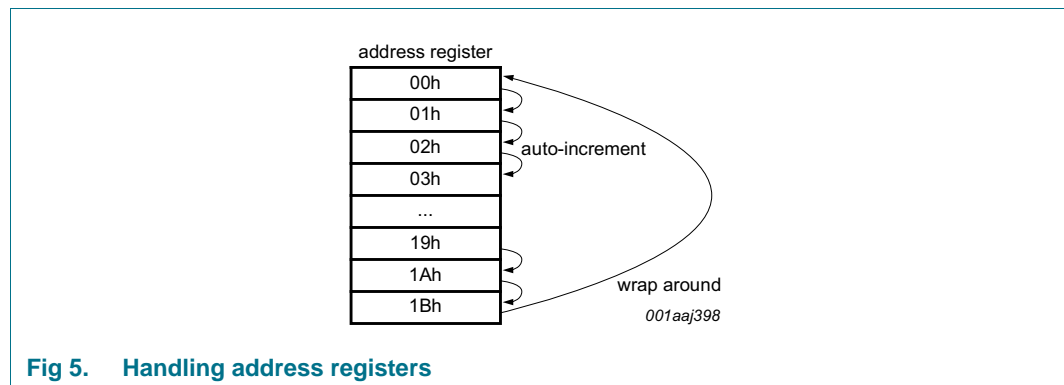 address register
00h
01h
02h
auto-increment
03h
...
19h
1Ah
wrap around
1Bh
001aaj398
Fig 5. Handling address registers